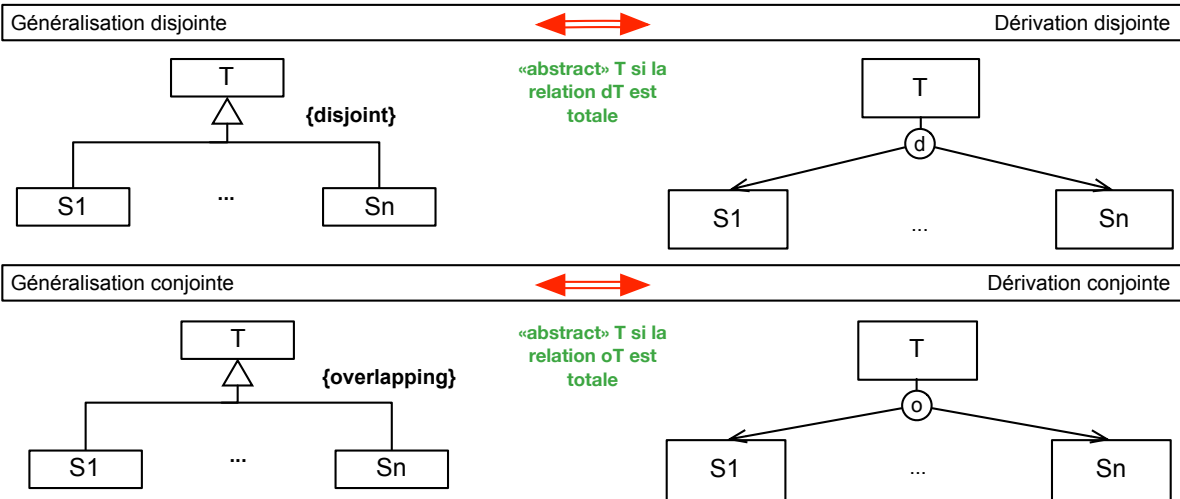 Généralisation disjointe
Dérivation disjointe
T
{disjoint}
S1
...
Sn
«abstract» T si la
relation dT est
totale
T
d
S1
...
Sn
Généralisation conjointe
Dérivation conjointe
T
{overlapping}
S1
...
Sn
«abstract» T si la
relation oT est
totale
T
o
S1
...
Sn